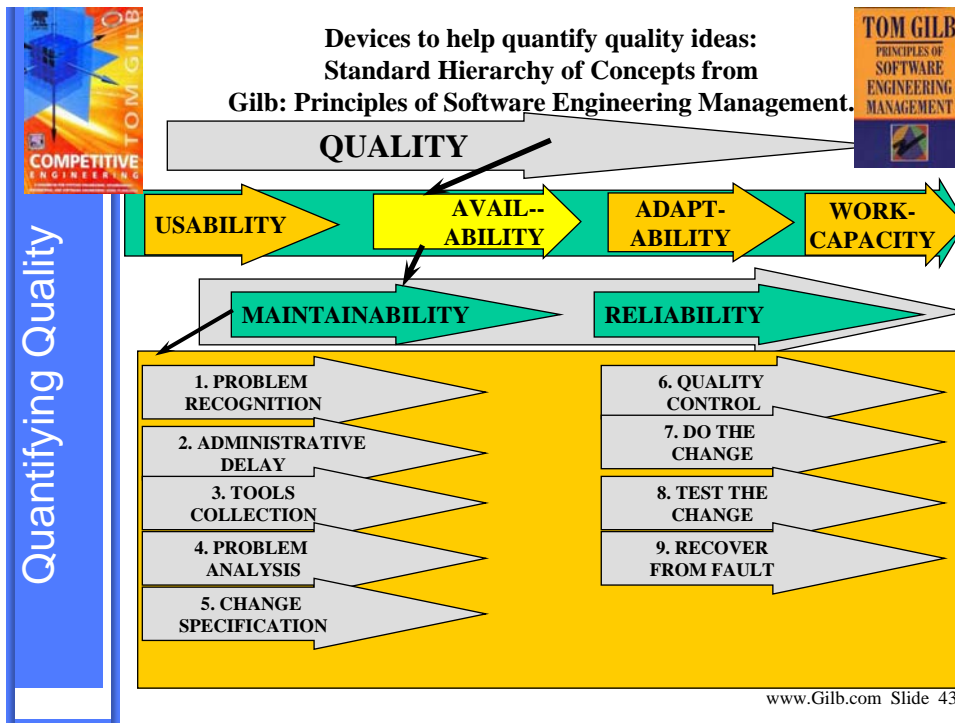 Devices to help quantify quality ideas:
Standard Hierarchy of Concepts from
Gilb: Principles of Software Engineering Management.
TOM GILB
COMPETITIVE
ENGINEERING
TOM GILB
PRINCIPLES OF
SOFTWARE
ENGINEERING
MANAGEMENT
Quantifying Quality
QUALITY
USABILITY
AVAIL--
ABILITY
ADAPT-
ABILITY
WORK-
CAPACITY
MAINTAINABILITY
RELIABILITY
1. PROBLEM
RECOGNITION
2. ADMINISTRATIVE
DELAY
3. TOOLS
COLLECTION
4. PROBLEM
ANALYSIS
5. CHANGE
SPECIFICATION
6. QUALITY
CONTROL
7. DO THE
CHANGE
8. TEST THE
CHANGE
9. RECOVER
FROM FAULT
www.Gilb.com Slide 43